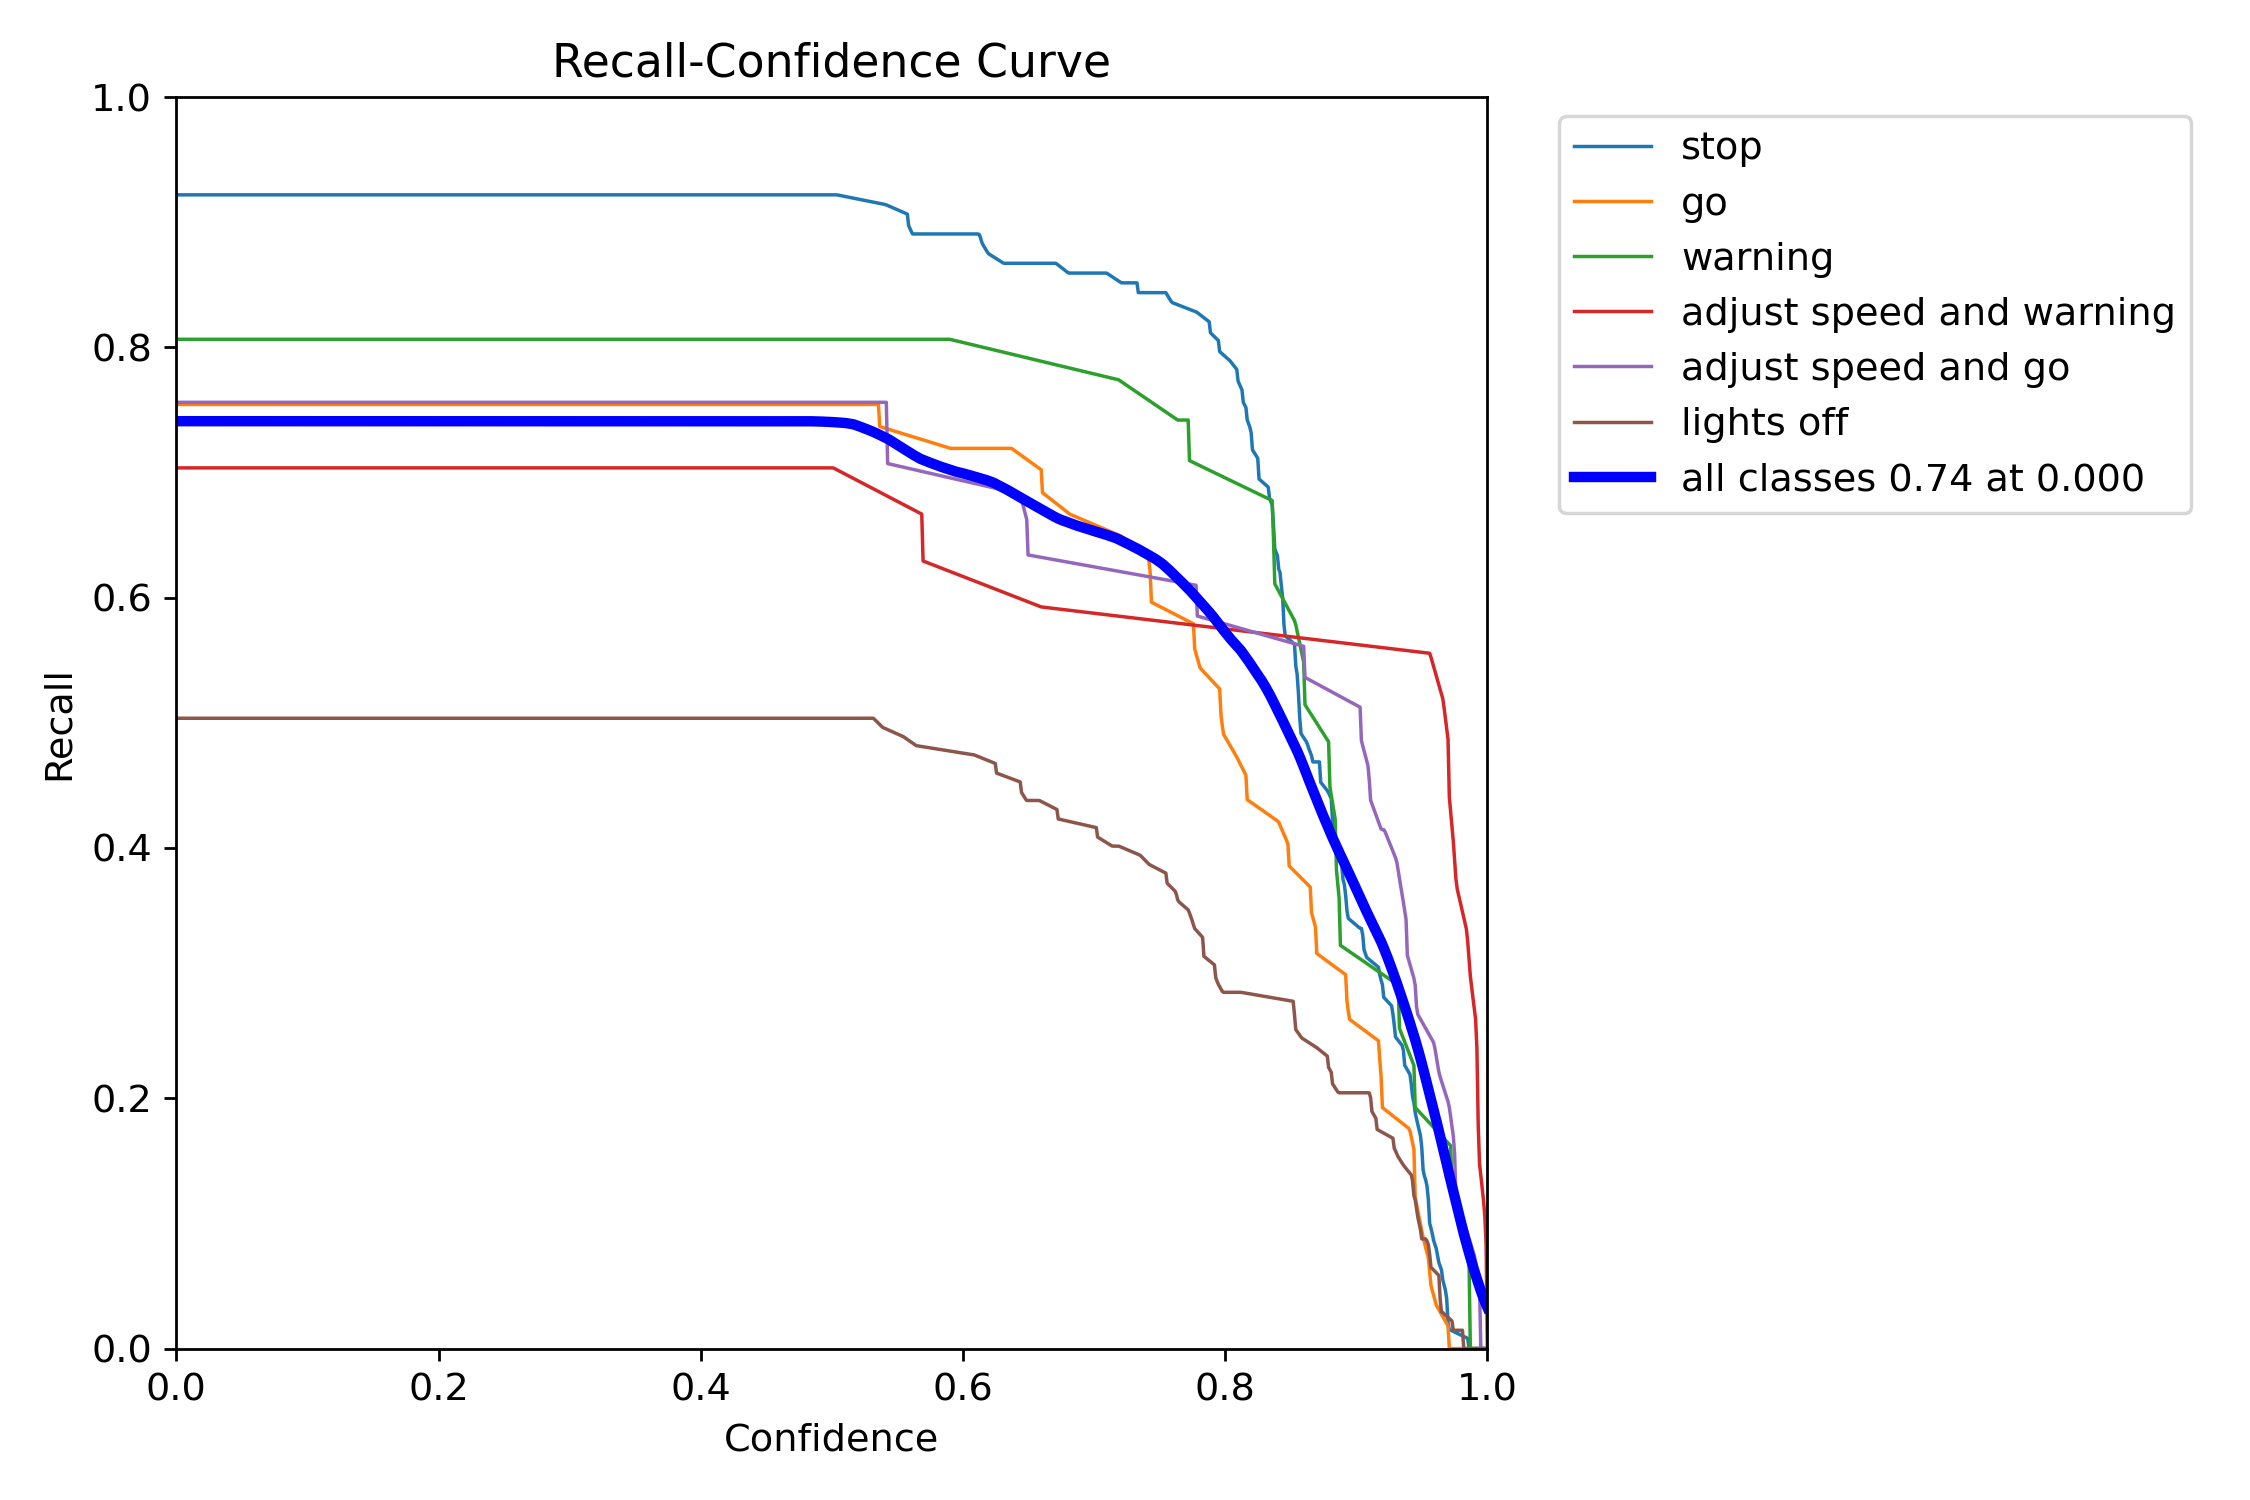 Recall-Confidence Curve
1.0
0.8
0.6
0.4
0.2
0.0
Recall
0.0 0.2 0.4 0.6 0.8 1.0
Confidence
stop
go
warning
adjust speed and warning
adjust speed and go
lights off
all classes 0.74 at 0.000